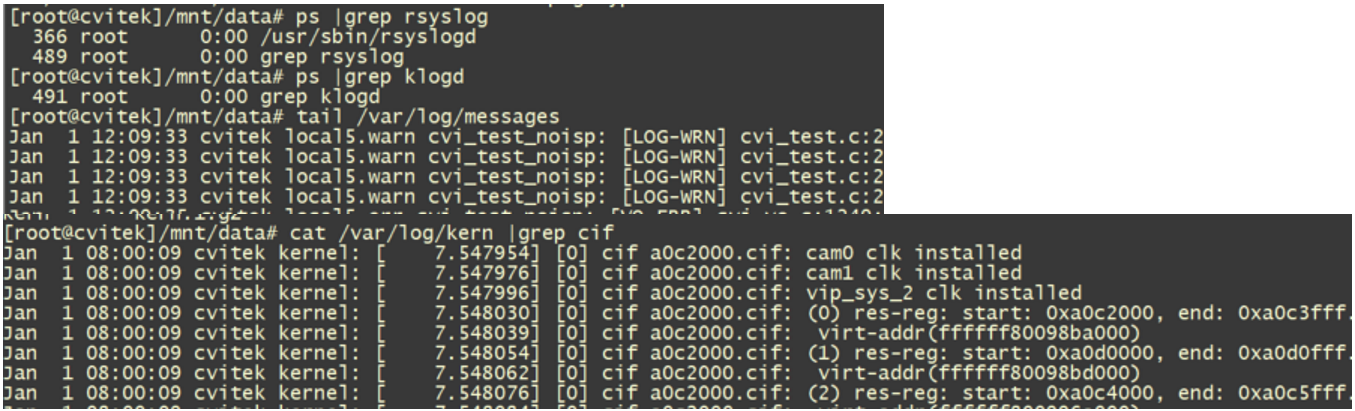 [root@cvitek]/mnt/data# ps |grep rsyslog
366 root 0:00 /usr/sbin/rsyslogd
489 root 0:00 grep rsyslog
[root@cvitek]/mnt/data# ps |grep klogd
491 root 0:00 grep klogd
[root@cvitek]/mnt/data# tail /var/log/messages
Jan 1 12:09:33 cvitek local5.warn cvi_test_noisp: [LOG-WRN] cvi_test.c:2
Jan 1 12:09:33 cvitek local5.warn cvi_test_noisp: [LOG-WRN] cvi_test.c:2
Jan 1 12:09:33 cvitek local5.warn cvi_test_noisp: [LOG-WRN] cvi_test.c:2
Jan 1 12:09:33 cvitek local5.warn cvi_test_noisp: [LOG-WRN] cvi_test.c:2
[root@cvitek]/mnt/data# cat /var/log/kern |grep cif
Jan 1 08:00:09 cvitek kernel: [ 7.547954] [0] cif a0c2000.cif: cam0 clk installed
Jan 1 08:00:09 cvitek kernel: [ 7.547976] [0] cif a0c2000.cif: cam1 clk installed
Jan 1 08:00:09 cvitek kernel: [ 7.547996] [0] cif a0c2000.cif: vip_sys_2 clk installed
Jan 1 08:00:09 cvitek kernel: [ 7.548030] [0] cif a0c2000.cif: (0) res-reg: start: 0xa0c2000, end: 0xa0c3fff.
Jan 1 08:00:09 cvitek kernel: [ 7.548039] [0] cif a0c2000.cif: virt-addr(ffffff80098ba000)
Jan 1 08:00:09 cvitek kernel: [ 7.548054] [0] cif a0c2000.cif: (1) res-reg: start: 0xa0d0000, end: 0xa0d0fff.
Jan 1 08:00:09 cvitek kernel: [ 7.548062] [0] cif a0c2000.cif: virt-addr(ffffff80098bd000)
Jan 1 08:00:09 cvitek kernel: [ 7.548076] [0] cif a0c2000.cif: (2) res-reg: start: 0xa0c4000, end: 0xa0c5fff.